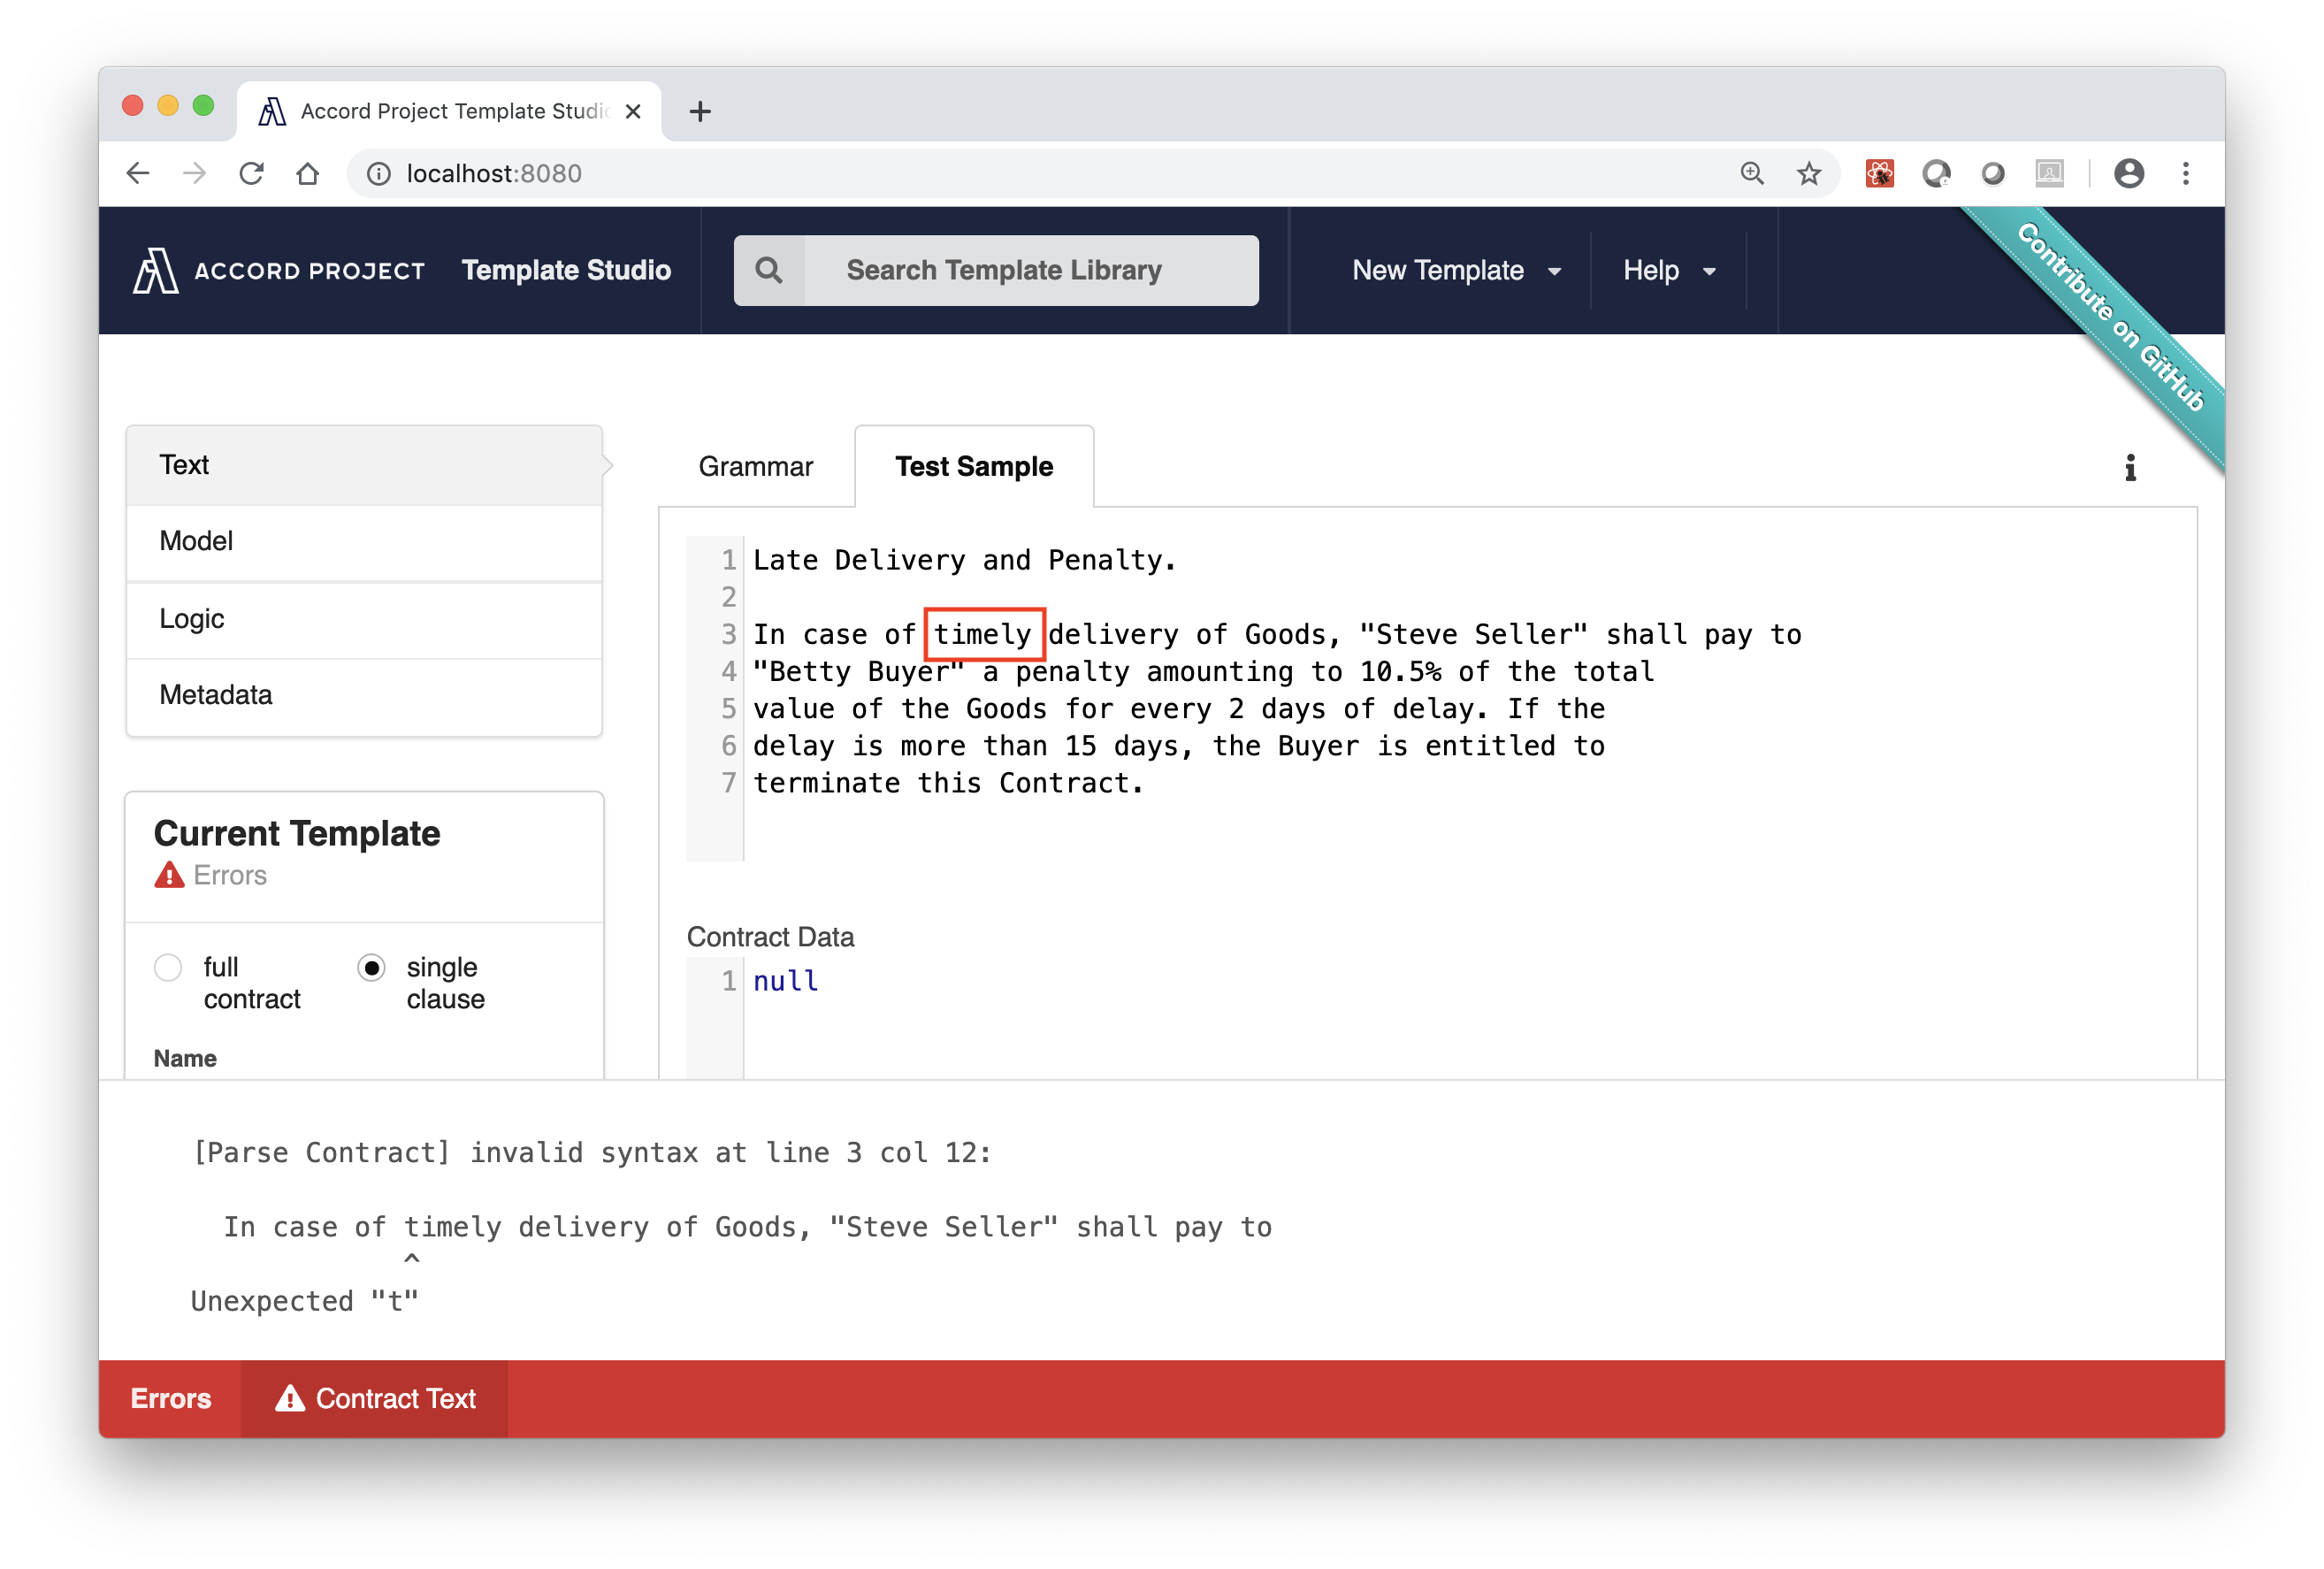 Accord Project Template Studio
localhost:8080
ACCORD PROJECT Template Studio Search Template Library New Template Help
Contribute on GitHub
Text
Model
Logic
Metadata
Current Template
Errors
full contract
single clause
Name
Grammar Test Sample
1 Late Delivery and Penalty.
2
3 In case of timely delivery of Goods, "Steve Seller" shall pay to
4 "Betty Buyer" a penalty amounting to 10.5% of the total
5 value of the Goods for every 2 days of delay. If the
6 delay is more than 15 days, the Buyer is entitled to
7 terminate this Contract.
Contract Data
1 null
[Parse Contract] invalid syntax at line 3 col 12:
In case of timely delivery of Goods, "Steve Seller" shall pay to
^
Unexpected "t"
Errors Contract Text